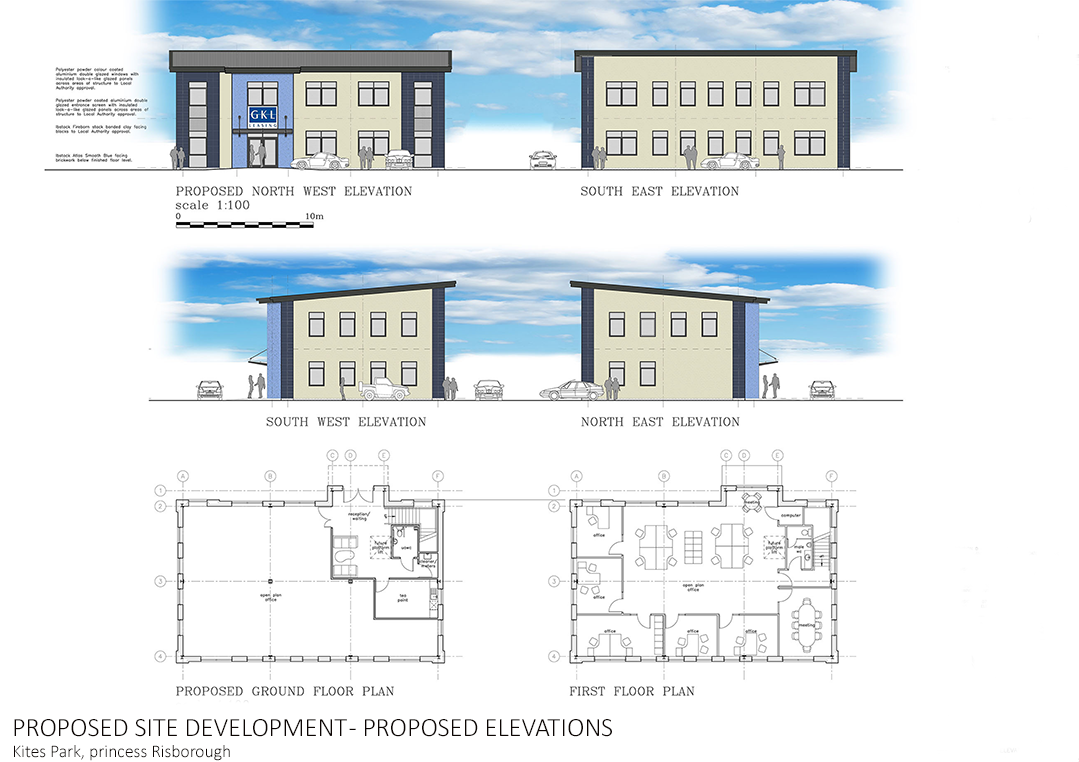 Polyester powder colour coated
aluminium double glazed windows with
insulated look-a-like glazed panels
across areas of structure to Local
Authority approval.
Polyester powder coated aluminium double
glazed entrance screen with insulated
look-a-like glazed panels across areas of
structure to Local Authority approval.
Ibstock Fireborn stock bonded clay facing
blocks to Local Authority approval.
Ibstock Atlas Smooth Blue facing
brickwork below finished floor level.
GKL
LEASING
PROPOSED NORTH WEST ELEVATION
scale 1:100
0 10m
SOUTH EAST ELEVATION
SOUTH WEST ELEVATION
NORTH EAST ELEVATION
C D E
A B F
1
2
3
4
reception/
waiting
future
platform
lift
uswc
cleaner/
meters
tea
point
open plan
office
PROPOSED GROUND FLOOR PLAN
C D E
A B F
1
2
3
4
meeting
computer
office
future
platform
lift
male
wc
open plan
office
office
office
office
office
meeting
FIRST FLOOR PLAN
PROPOSED SITE DEVELOPMENT - PROPOSED ELEVATIONS
Kites Park, princess Risborough